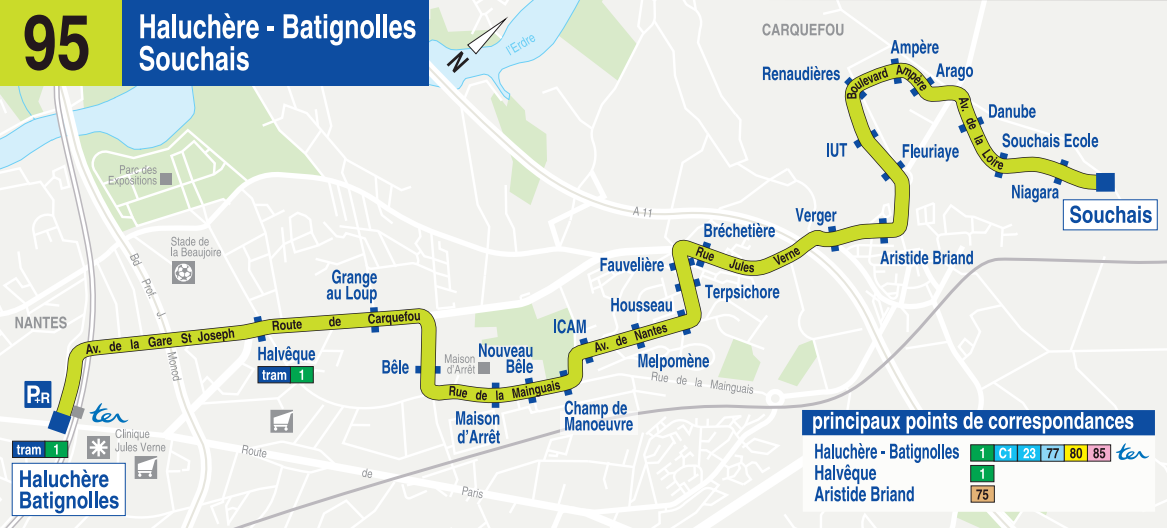 95
Haluchère - Batignolles
Souchais
N
l'Erdre
CARQUEFOU
Ampère
Renaudières
Arago
Boulevard Ampère
Danube
Av. de la Loire
Souchais Ecole
IUT
Fleuriaye
Niagara
Souchais
Parc des
Expositions
A 11
Verger
Bréchetière
Aristide Briand
Stade de
la Beaujoire
Rue Jules Verne
Fauvelière
Terpsichore
Bd Prof. J. Monod
Grange
au Loup
Housseau
NANTES
ICAM
Av. de Nantes
Route de Carquefou
Av. de la Gare St Joseph
Halvêque
tram 1
Bêle
Maison
d'Arrêt
Nouveau
Bêle
Melpomène
Rue de la Mainguais
Rue de la Mainguais
P+R
ter
Maison
d'Arrêt
Champ de
Manoeuvre
Clinique
Jules Verne
tram 1
Haluchère
Batignolles
Route de Paris
principaux points de correspondances
Haluchère - Batignolles 1 C1 23 77 80 85 ter
Halvêque 1
Aristide Briand 75